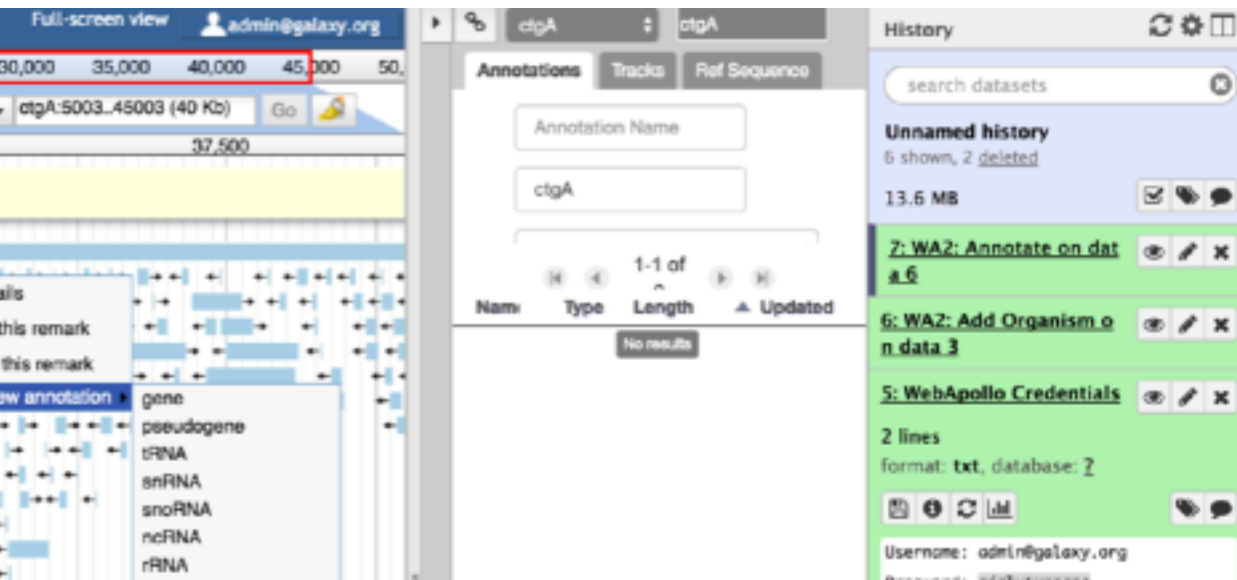 Full-screen view admin@galaxy.org
30,000 35,000 40,000 45,000 50,
ctgA:5003..45003 (40 Kb) Go
37,500
ails
this remark
this remark
ew annotation
gene
pseudogene
tRNA
snRNA
snoRNA
ncRNA
rRNA
ctgA ctgA
Annotations Tracks Ref Sequence
Annotation Name
ctgA
1-1 of
Name Type Length Updated
No results
History
search datasets
Unnamed history
6 shown, 2 deleted
13.6 MB
7: WA2: Annotate on dat
a 6
6: WA2: Add Organism o
n data 3
5: WebApollo Credentials
2 lines
format: txt, database: ?
Username: admin@galaxy.org